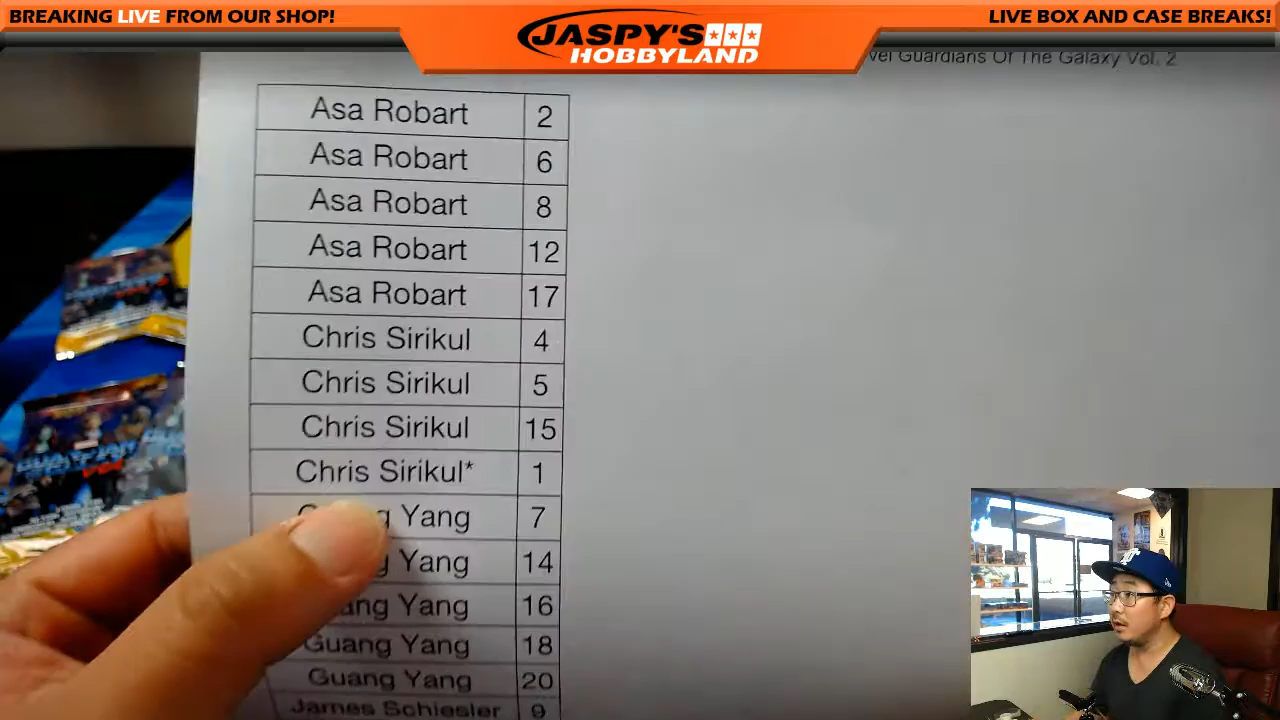 BREAKING LIVE FROM OUR SHOP!
JASPY'S
HOBBYLAND
LIVE BOX AND CASE BREAKS!
Guardians Of The Galaxy Vol. 2
Asa Robart 2
Asa Robart 6
Asa Robart 8
Asa Robart 12
Asa Robart 17
Chris Sirikul 4
Chris Sirikul 5
Chris Sirikul 15
Chris Sirikul* 1
Yang 7
Yang 14
Yang 16
Guang Yang 18
Guang Yang 20
James Schiesler 9